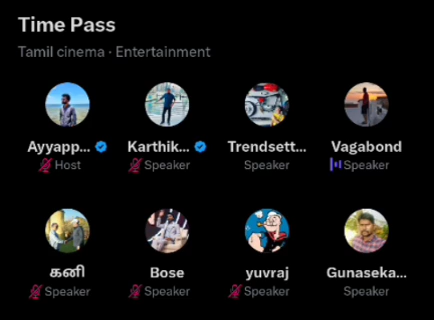 Time Pass
Tamil cinema · Entertainment
Ayyapp... Karthik... Trendsett... Vagabond
Host Speaker Speaker Speaker
கனி Bose yuvraj Gunaseka...
Speaker Speaker Speaker Speaker